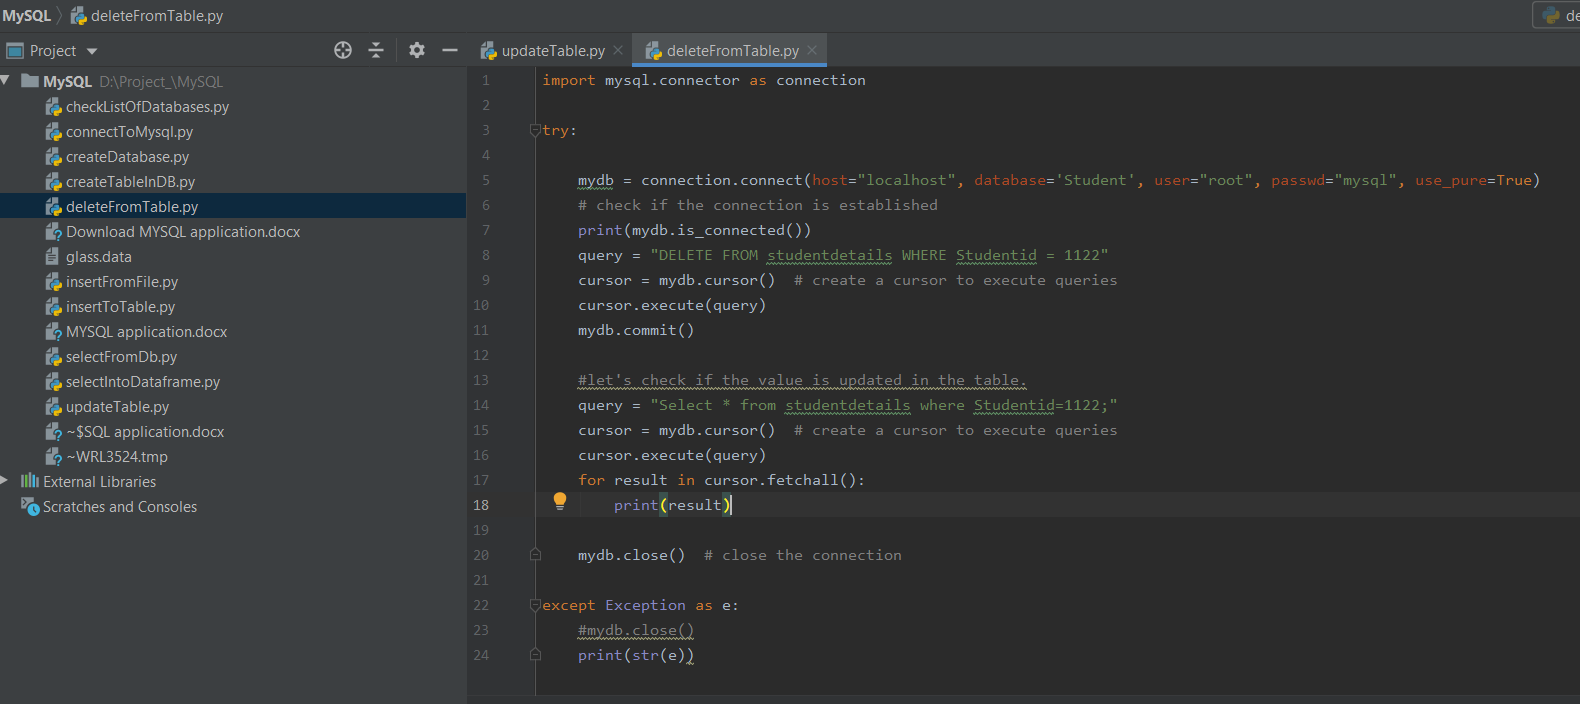 MySQL deleteFromTable.py
de
Project
updateTable.py deleteFromTable.py
MySQL D:\Project_\MySQL
checkListOfDatabases.py
connectToMysql.py
createDatabase.py
createTableInDB.py
deleteFromTable.py
Download MYSQL application.docx
glass.data
insertFromFile.py
insertToTable.py
MYSQL application.docx
selectFromDb.py
selectIntoDataframe.py
updateTable.py
~$SQL application.docx
~WRL3524.tmp
External Libraries
Scratches and Consoles
1 import mysql.connector as connection
2
3 try:
4
5 mydb = connection.connect(host="localhost", database='Student', user="root", passwd="mysql", use_pure=True)
6 # check if the connection is established
7 print(mydb.is_connected())
8 query = "DELETE FROM studentdetails WHERE Studentid = 1122"
9 cursor = mydb.cursor()  # create a cursor to execute queries
10 cursor.execute(query)
11 mydb.commit()
12
13 #let's check if the value is updated in the table.
14 query = "Select * from studentdetails where Studentid=1122;"
15 cursor = mydb.cursor()  # create a cursor to execute queries
16 cursor.execute(query)
17 for result in cursor.fetchall():
18 print(result)
19
20 mydb.close()  # close the connection
21
22 except Exception as e:
23 #mydb.close()
24 print(str(e))